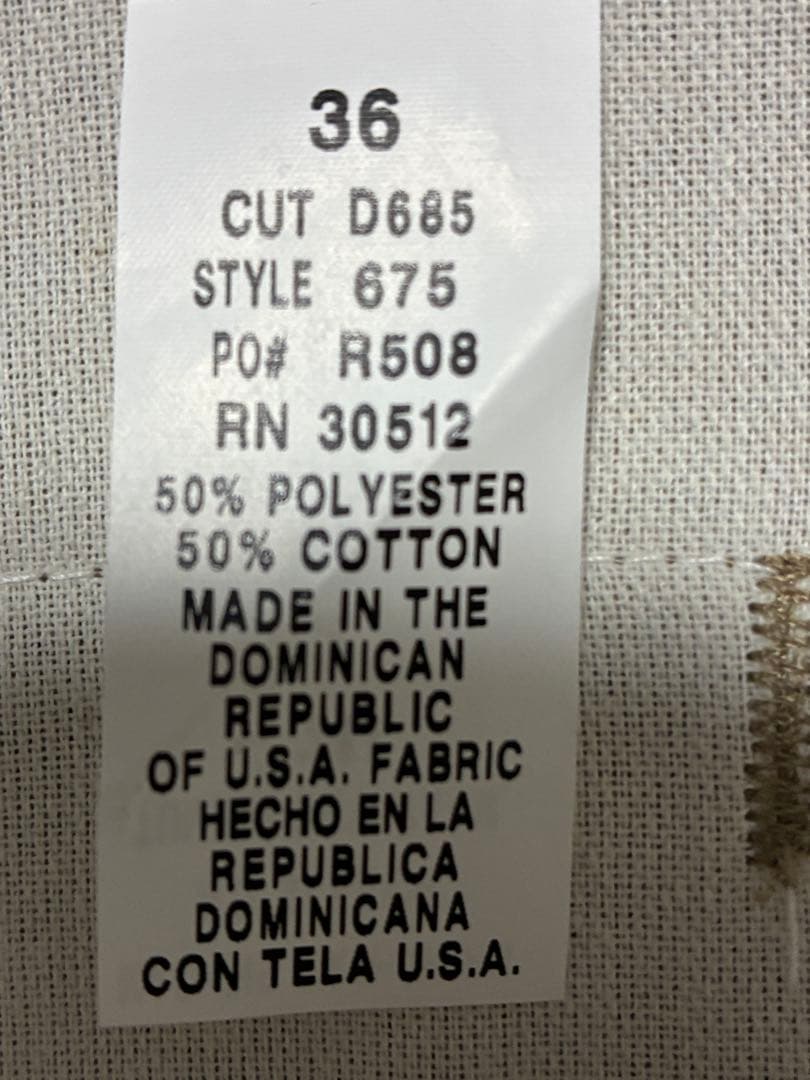 36
CUT D685
STYLE 675
PO# R508
RN 30512
50% POLYESTER
50% COTTON
MADE IN THE
DOMINICAN
REPUBLIC
OF U.S.A. FABRIC
HECHO EN LA
REPUBLICA
DOMINICANA
CON TELA U.S.A.